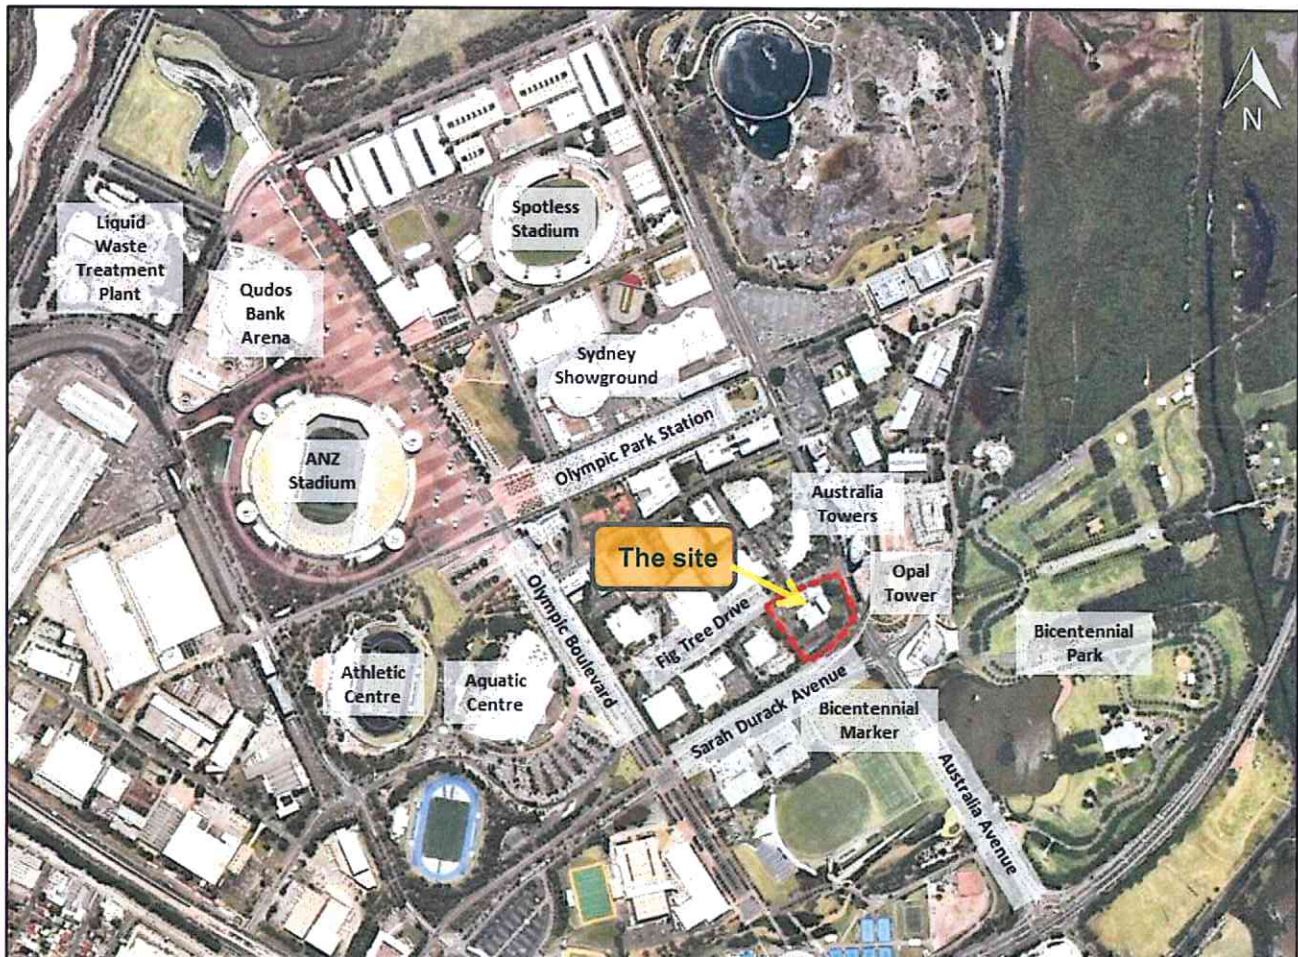 N
Liquid
Waste
Treatment
Plant
Spotless
Stadium
Qudos
Bank
Arena
Sydney
Showground
Olympic Park Station
ANZ
Stadium
Australia
Towers
The site
Opal
Tower
Olympic Boulevard
Fig Tree Drive
Bicentennial
Park
Athletic
Centre
Aquatic
Centre
Sarah Durack Avenue
Bicentennial
Marker
Australia Avenue